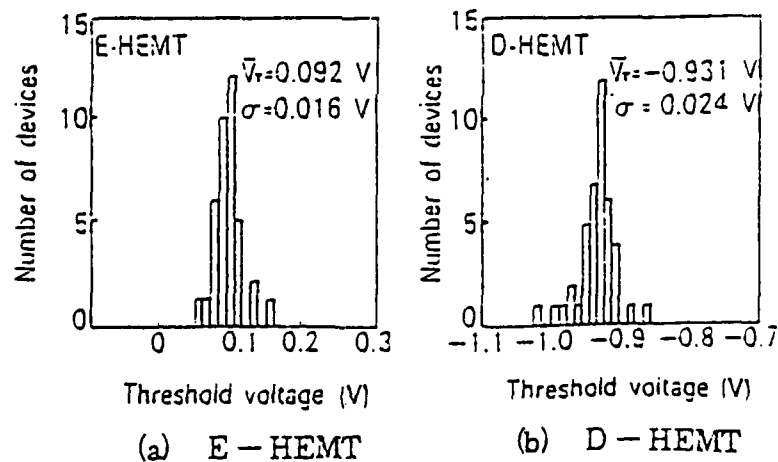 15
E-HEMT
V̄T=0.092 V
σ=0.016 V
10
5
0
Number of devices
0 0.1 0.2 0.3
Threshold voltage (V)
(a) E-HEMT
15
D-HEMT
V̄T=-0.931 V
σ= 0.024 V
10
5
0
Number of devices
-1.1 -1.0 -0.9 -0.8 -0.7
Threshold voltage (V)
(b) D-HEMT